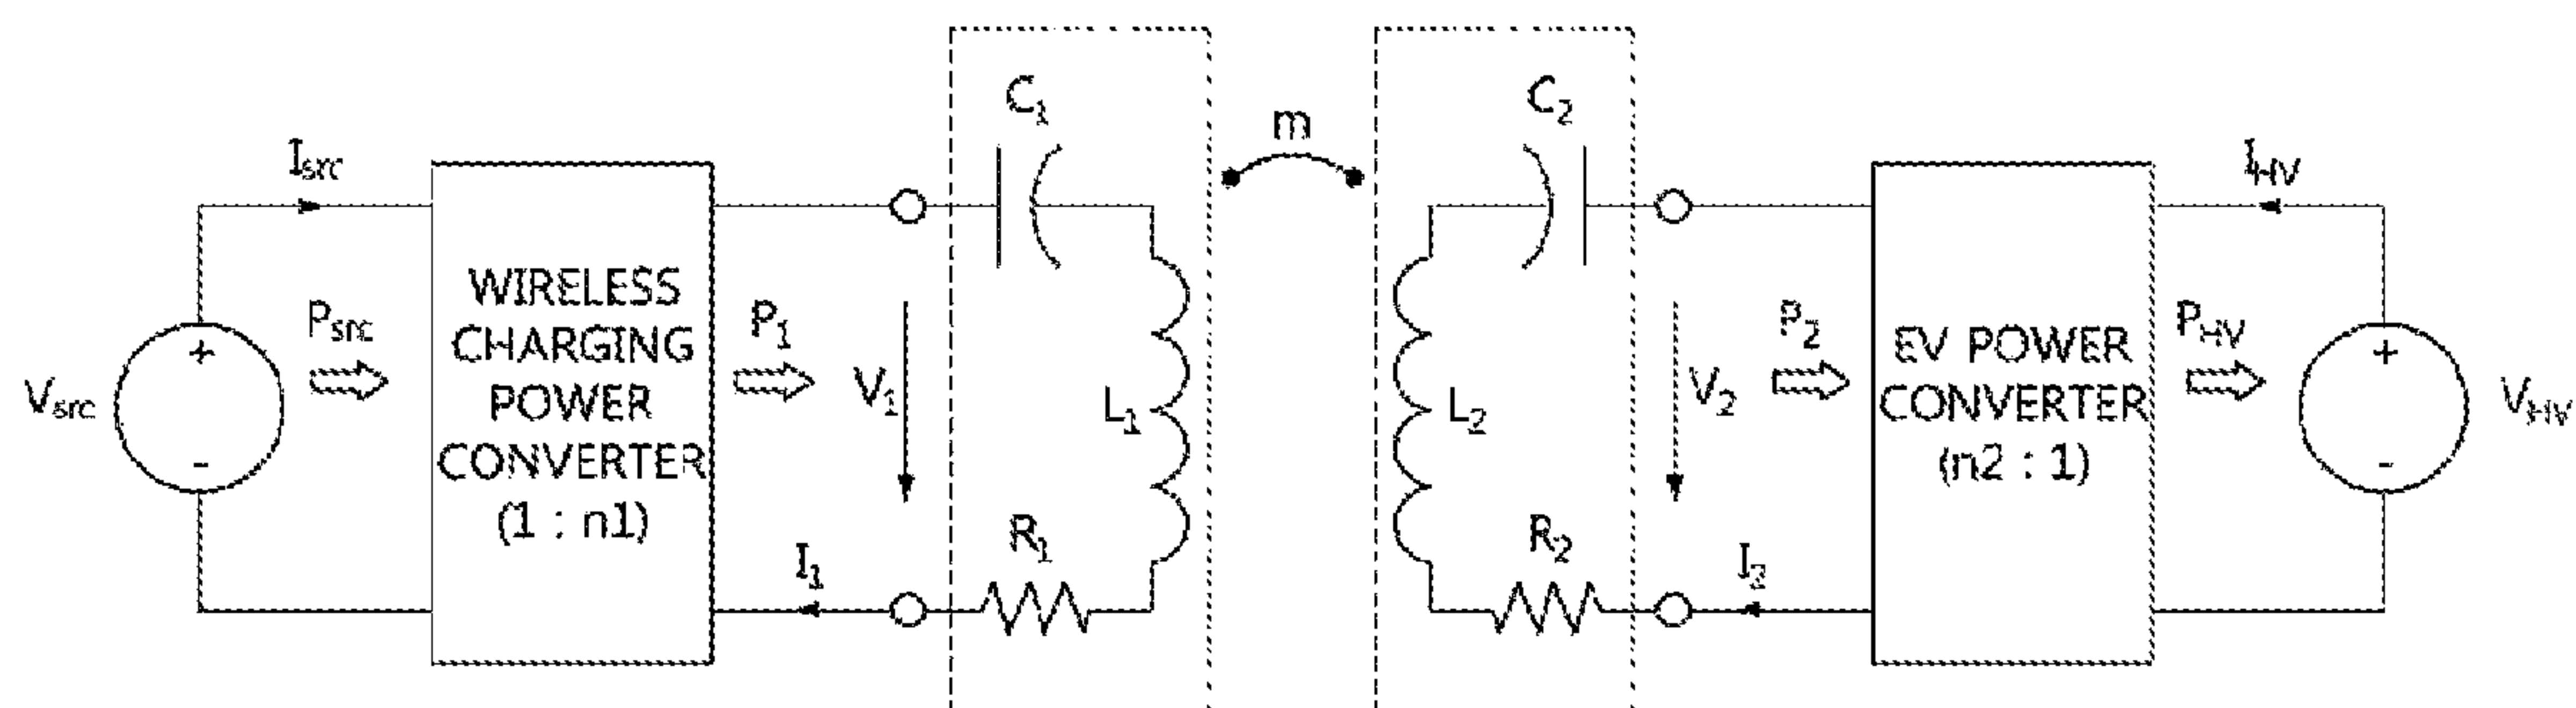 C₁
m
C₂
Isrc
IHV
WIRELESS
CHARGING
POWER
CONVERTER
(1 : n1)
Psrc
P₁
V₁
L₁
L₂
V₂
P₂
EV POWER
CONVERTER
(n2 : 1)
PHV
+
-
Vsrc
+
-
VHV
I₁
R₁
R₂
I₂